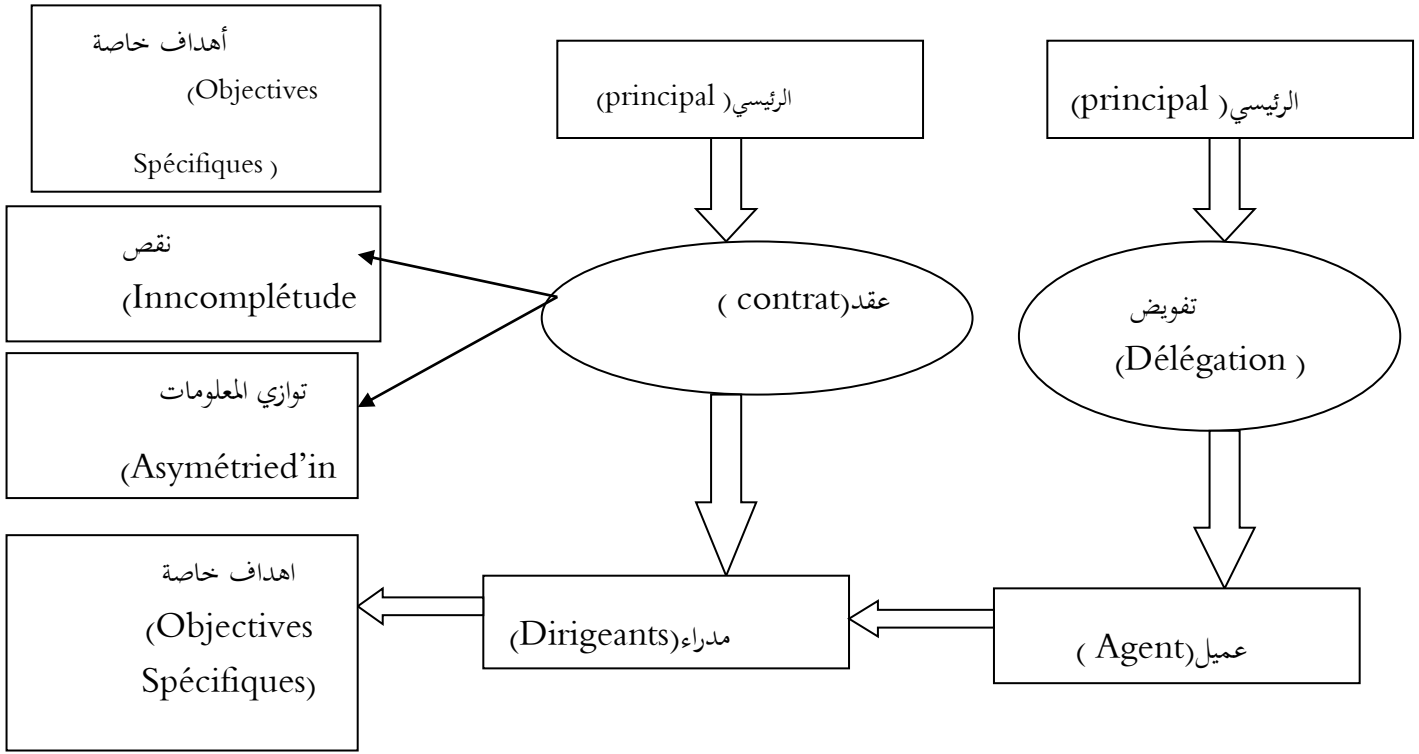 أهداف خاصة
(Objectives
Spécifiques )
الرئيسي( principal)
الرئيسي( principal)
نقص
(Inncomplétude
عقد(contrat )
تفويض
(Délégation )
توازي المعلومات
(Asymétried’in
اهداف خاصة
(Objectives
Spécifiques)
مدراء(Dirigeants)
عميل(Agent )